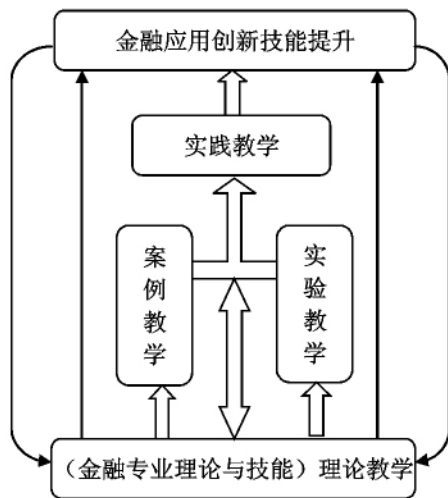 金融应用创新技能提升
实践教学
案例教学
实验教学
（金融专业理论与技能）理论教学